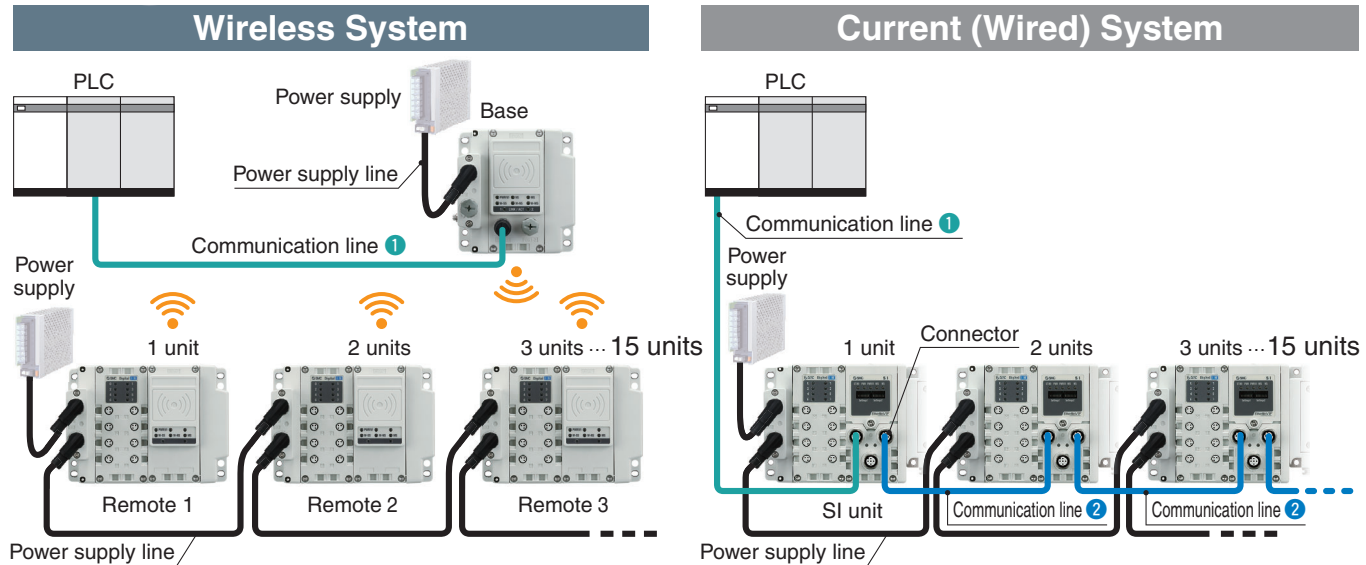 Wireless System
PLC
Power supply
Base
Power supply line
Communication line 1
Power
supply
1 unit
2 units
3 units ··· 15 units
Remote 1
Remote 2
Remote 3
Power supply line
Current (Wired) System
PLC
Communication line 1
Power
supply
1 unit
Connector
2 units
3 units ··· 15 units
SI unit
Communication line 2
Communication line 2
Power supply line